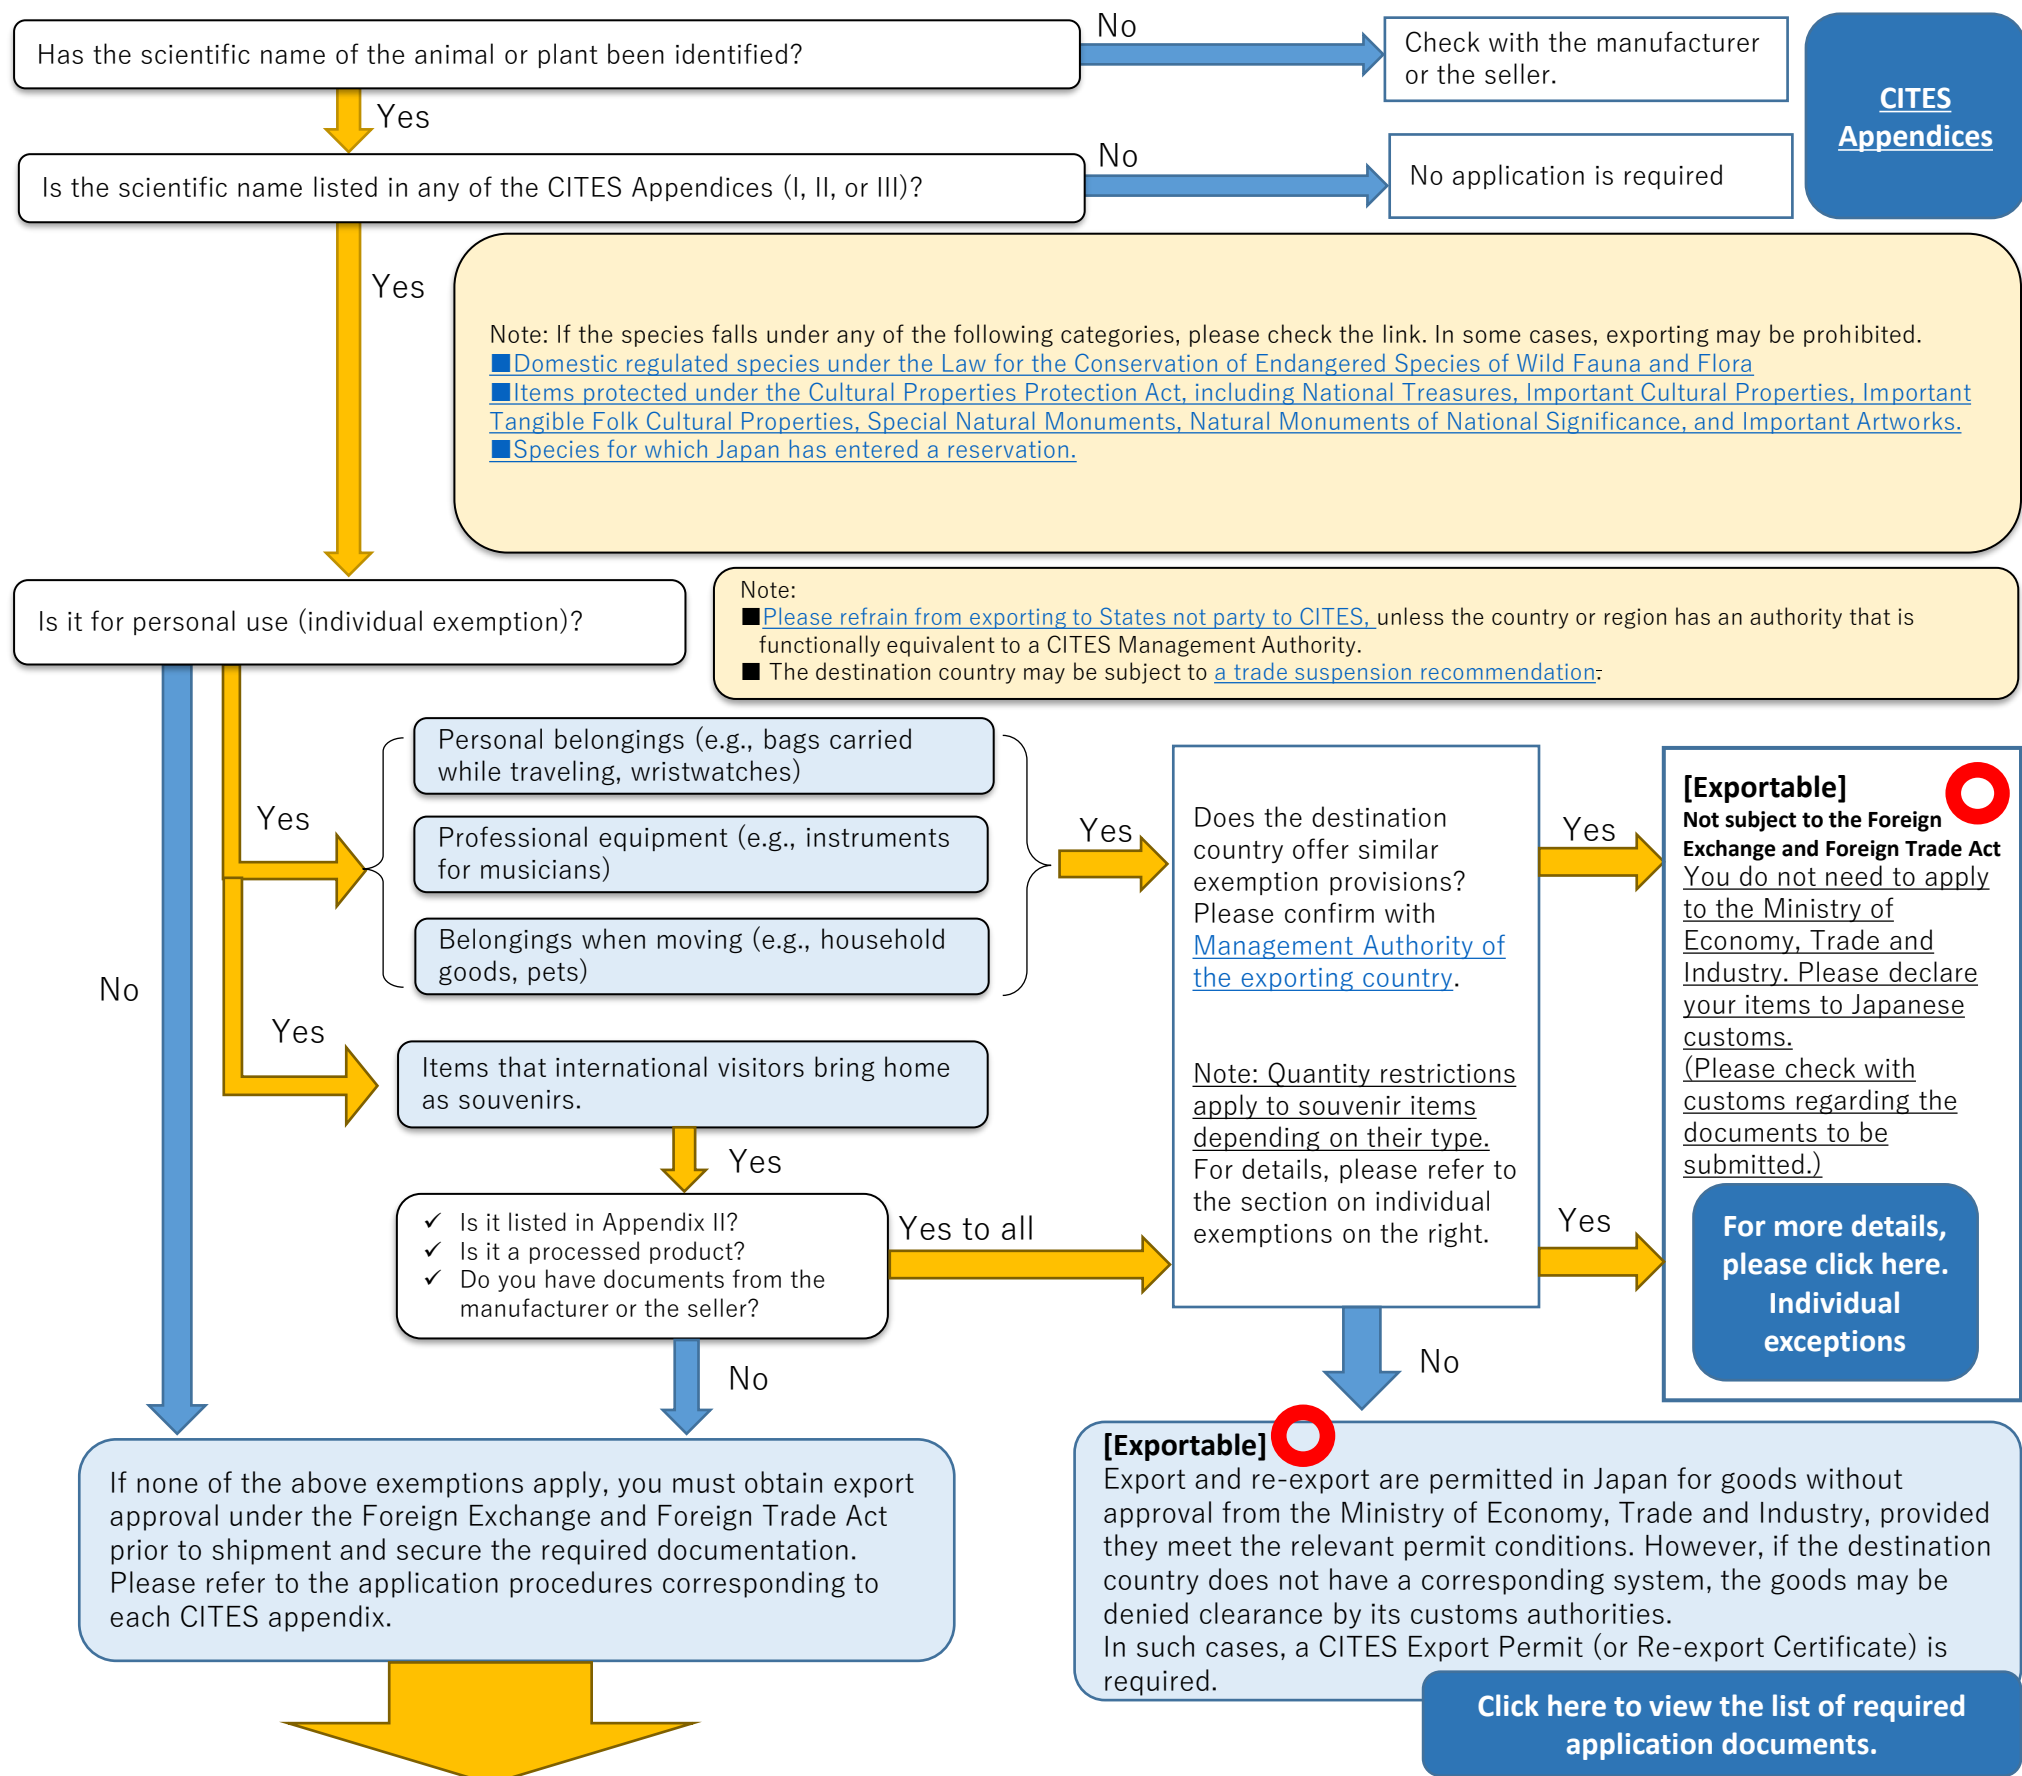 Has the scientific name of the animal or plant been identified?
No
Check with the manufacturer
or the seller.
CITES
Appendices
Yes
Is the scientific name listed in any of the CITES Appendices (I, II, or III)?
No
No application is required
Yes
Note: If the species falls under any of the following categories, please check the link. In some cases, exporting may be prohibited.
■Domestic regulated species under the Law for the Conservation of Endangered Species of Wild Fauna and Flora
■Items protected under the Cultural Properties Protection Act, including National Treasures, Important Cultural Properties, Important
Tangible Folk Cultural Properties, Special Natural Monuments, Natural Monuments of National Significance, and Important Artworks.
■Species for which Japan has entered a reservation.
Is it for personal use (individual exemption)?
Note:
■Please refrain from exporting to States not party to CITES, unless the country or region has an authority that is
functionally equivalent to a CITES Management Authority.
■ The destination country may be subject to a trade suspension recommendation.
Yes
Personal belongings (e.g., bags carried
while traveling, wristwatches)
Professional equipment (e.g., instruments
for musicians)
Belongings when moving (e.g., household
goods, pets)
Yes
Does the destination
country offer similar
exemption provisions?
Please confirm with
Management Authority of
the exporting country.
Note: Quantity restrictions
apply to souvenir items
depending on their type.
For details, please refer to
the section on individual
exemptions on the right.
Yes
[Exportable]
Not subject to the Foreign
Exchange and Foreign Trade Act
You do not need to apply
to the Ministry of
Economy, Trade and
Industry. Please declare
your items to Japanese
customs.
(Please check with
customs regarding the
documents to be
submitted.)
For more details,
please click here.
Individual
exceptions
No
Yes
Items that international visitors bring home
as souvenirs.
Yes
✓ Is it listed in Appendix II?
✓ Is it a processed product?
✓ Do you have documents from the
manufacturer or the seller?
Yes to all
Yes
No
No
If none of the above exemptions apply, you must obtain export
approval under the Foreign Exchange and Foreign Trade Act
prior to shipment and secure the required documentation.
Please refer to the application procedures corresponding to
each CITES appendix.
[Exportable]
Export and re-export are permitted in Japan for goods without
approval from the Ministry of Economy, Trade and Industry, provided
they meet the relevant permit conditions. However, if the destination
country does not have a corresponding system, the goods may be
denied clearance by its customs authorities.
In such cases, a CITES Export Permit (or Re-export Certificate) is
required.
Click here to view the list of required
application documents.